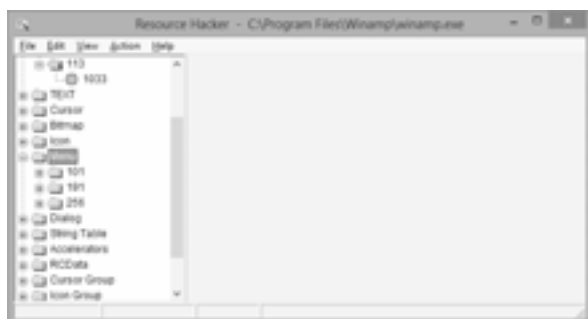 Resource Hacker - C:\Program Files\Winamp\winamp.exe
File Edit View Action Help
113
1033
TEXT
Cursor
Bitmap
Icon
Menu
101
191
256
Dialog
String Table
Accelerators
RCData
Cursor Group
Icon Group